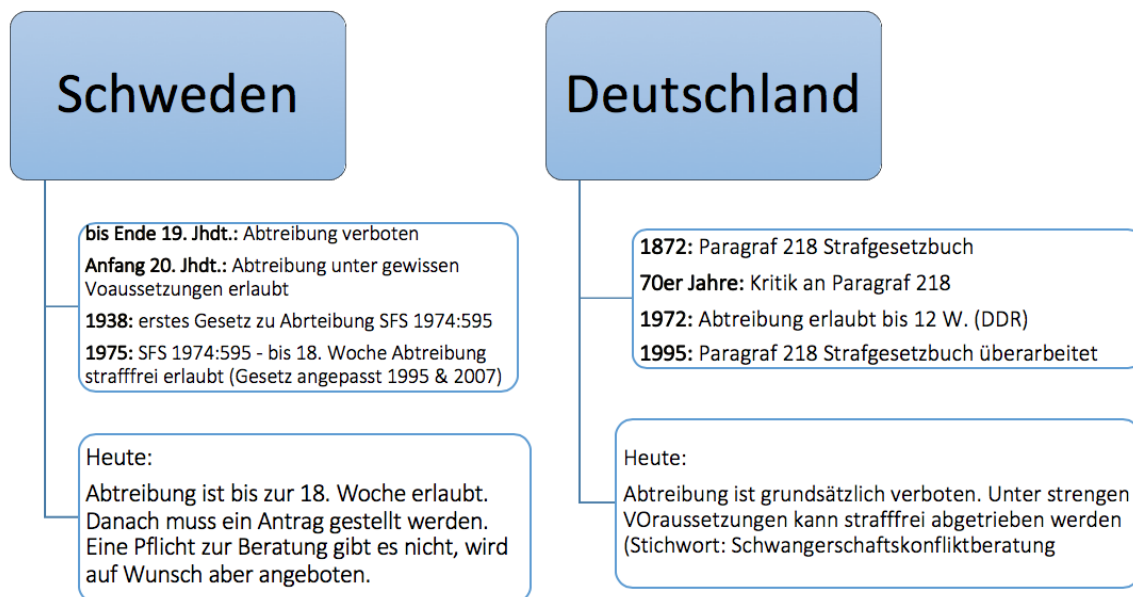 Schweden
bis Ende 19. Jhdt.: Abtreibung verboten
Anfang 20. Jhdt.: Abtreibung unter gewissen
Voaussetzungen erlaubt
1938: erstes Gesetz zu Abrteibung SFS 1974:595
1975: SFS 1974:595 - bis 18. Woche Abtreibung
strafffrei erlaubt (Gesetz angepasst 1995 & 2007)
Heute:
Abtreibung ist bis zur 18. Woche erlaubt.
Danach muss ein Antrag gestellt werden.
Eine Pflicht zur Beratung gibt es nicht, wird
auf Wunsch aber angeboten.
Deutschland
1872: Paragraf 218 Strafgesetzbuch
70er Jahre: Kritik an Paragraf 218
1972: Abtreibung erlaubt bis 12 W. (DDR)
1995: Paragraf 218 Strafgesetzbuch überarbeitet
Heute:
Abtreibung ist grundsätzlich verboten. Unter strengen
VOraussetzungen kann strafffrei abgetrieben werden
(Stichwort: Schwangerschaftskonfliktberatung